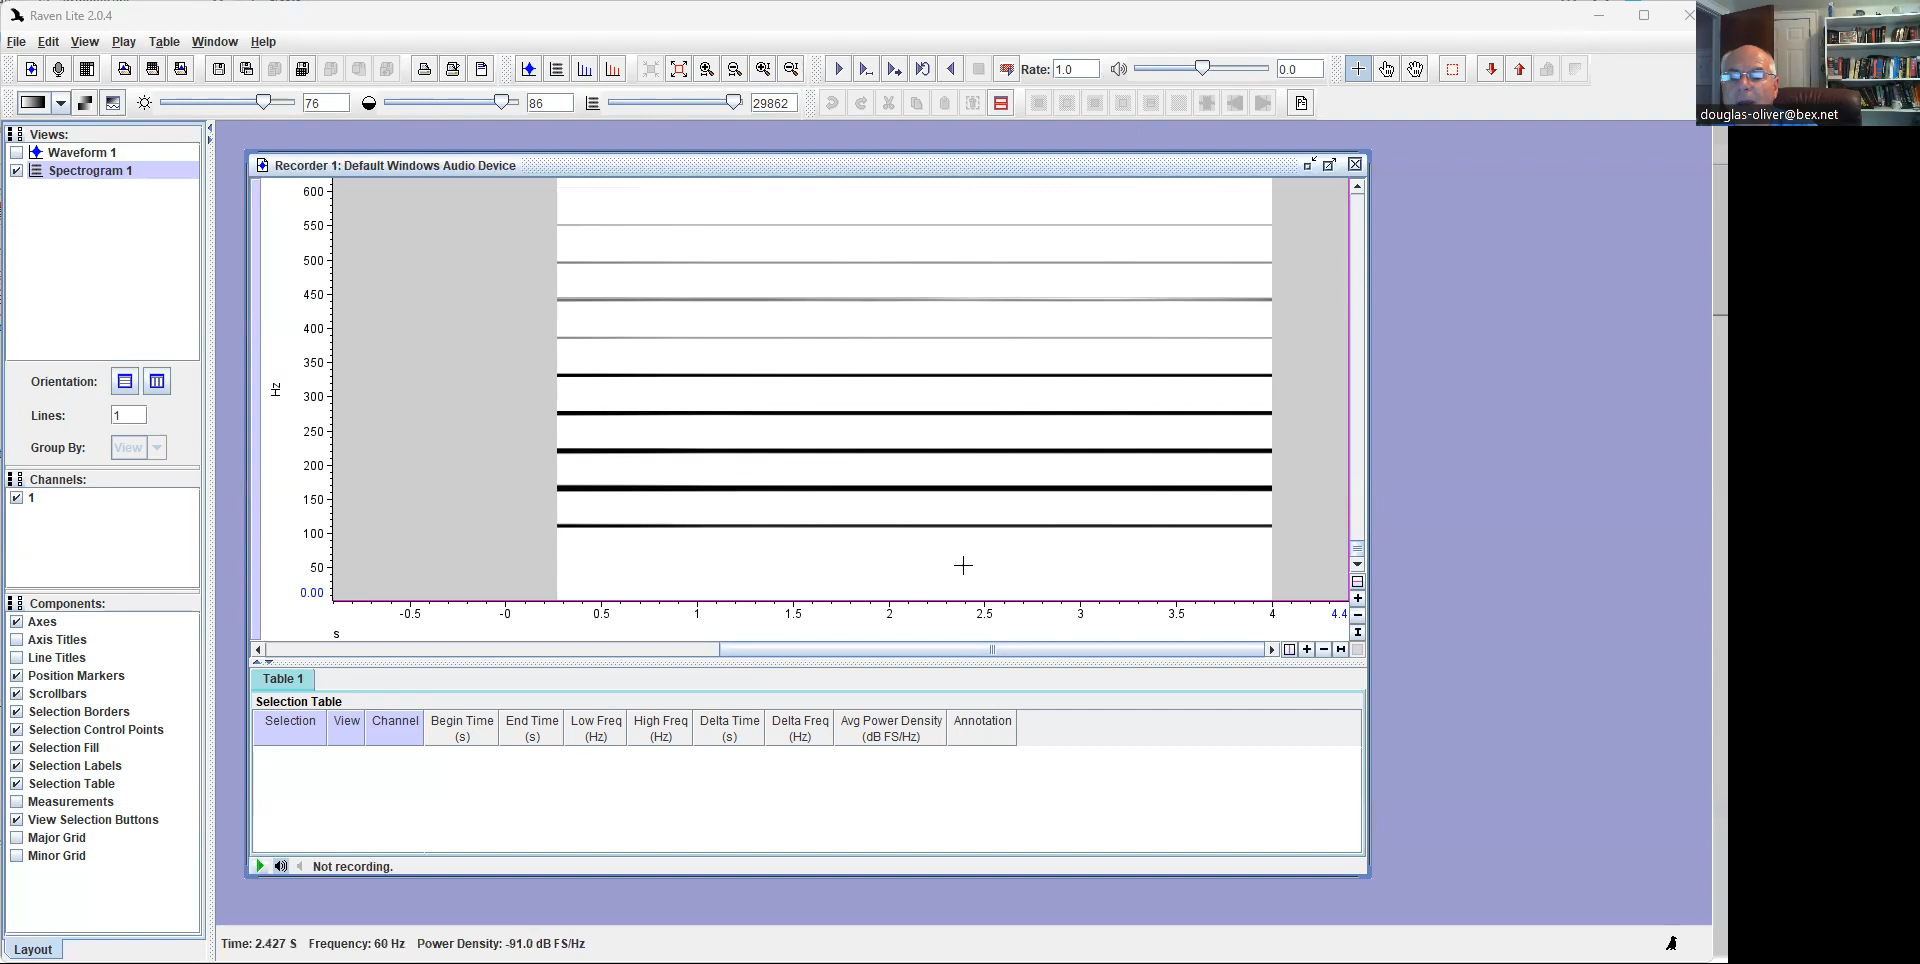 Raven Lite 2.0.4
File Edit View Play Table Window Help
Rate: 1.0 0.0
76 86 29862
douglas-oliver@bex.net
Views:
Waveform 1
Spectrogram 1
Orientation:
Lines: 1
Group By: View
Channels:
1
Components:
Axes
Axis Titles
Line Titles
Position Markers
Scrollbars
Selection Borders
Selection Control Points
Selection Fill
Selection Labels
Selection Table
Measurements
View Selection Buttons
Major Grid
Minor Grid
Layout
Recorder 1: Default Windows Audio Device
600
550
500
450
400
350
300
250
200
150
100
50
0.00
Hz
-0.5 -0 0.5 1 1.5 2 2.5 3 3.5 4 4.4
s
Table 1
Selection Table
Selection View Channel Begin Time (s) End Time (s) Low Freq (Hz) High Freq (Hz) Delta Time (s) Delta Freq (Hz) Avg Power Density (dB FS/Hz) Annotation
Not recording.
Time: 2.427 S Frequency: 60 Hz Power Density: -91.0 dB FS/Hz